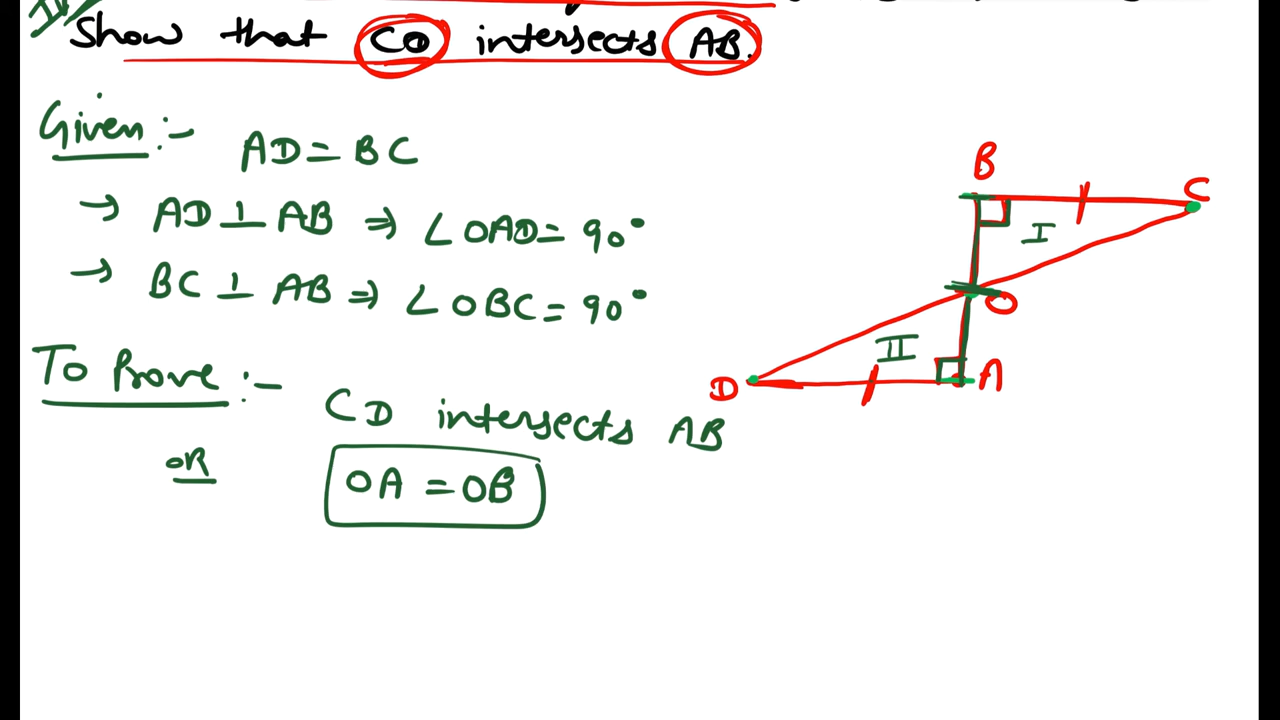 Show that CD intersects AB.
Given :-
AD = BC
→ AD ⊥ AB ⇒ ∠OAD = 90°
→ BC ⊥ AB ⇒ ∠OBC = 90°
To Prove :-
CD intersects AB
OR
OA = OB
B
C
I
O
II
D
A